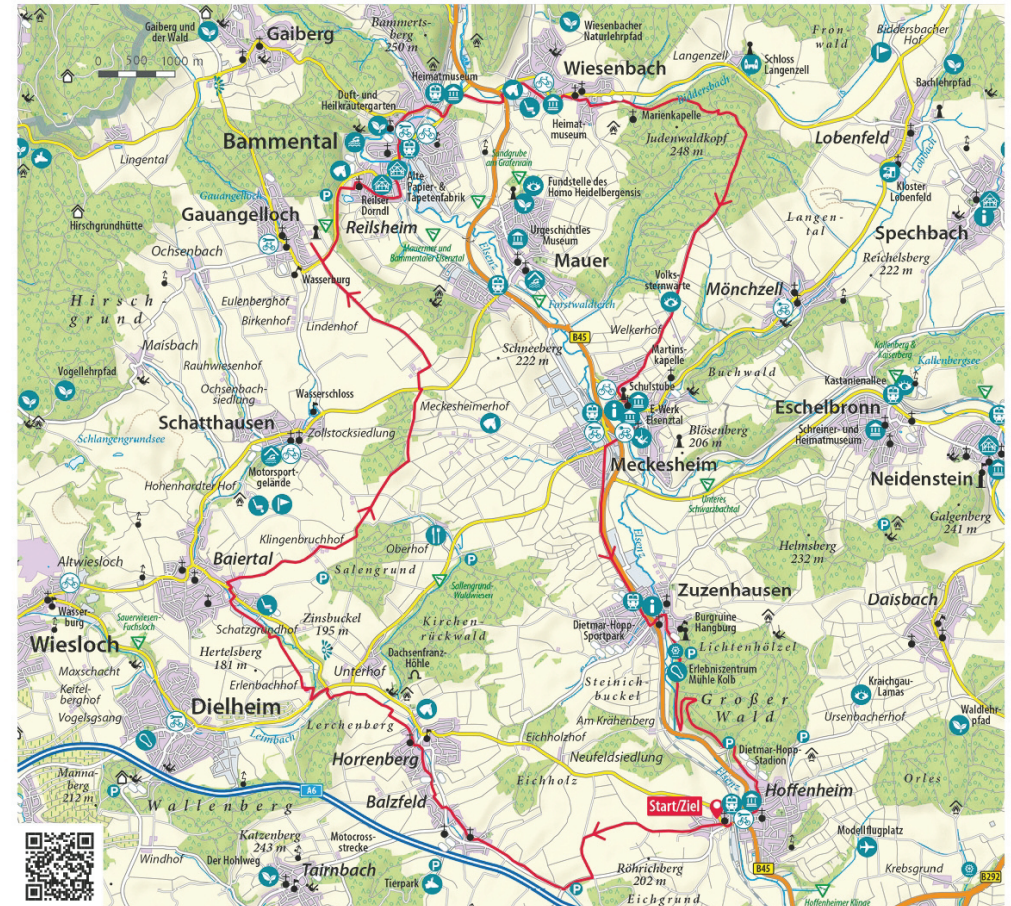 Gaiberg und
der Wald
Gaiberg
Bammerts-
berg
250 m
Wiesenbacher
Naturlehrpfad
Fron-
wald
Biddersbacher
Hof
0 500 1000 m
Heimatmuseum
Wiesenbach
Langenzell
Schloss
Langenzell
Bachlehrpfad
Duft- und
Heilkräutergarten
Biddersbach
Marienkapelle
Heimat-
museum
Judenwaldkopf
248 m
Lobenfeld
Lobbach
Bammental
Lingental
Sandgrube
am Grafenrain
Kloster
Lobenfeld
Alte
Papier- &
Tapetenfabrik
Fundstelle des
Homo Heidelbergensis
Gauangelloch
Reilser
Dorndl
Hirschgrundhütte
Gauangelloch
Reilsheim
Urgeschichtliches
Museum
Langen-
tal
Spechbach
Ochsenbach
Mauermer und
Bammentaler Elsenztal
Elsenz
Mauer
Reichelsberg
222 m
Wasserburg
Volks-
sternwarte
Mönchzell
Hirsch-
grund
Eulenberghof
Birkenhof
Lindenhof
Forstwaldteich
Welkerhof
B45
Maisbach
Schneeberg
222 m
Martins-
kapelle
Kallenberg &
Kaiserberg
Kallenbergsee
Rauhwiesenhof
Buchwald
Vogellehrpfad
Ochsenbach-
siedlung
Wasserschloss
Schulstube
Kastanienallee
Meckesheimerhof
E-Werk
Elsenztal
Eschelbronn
Schatthausen
Zollstocksiedlung
Blösenberg
206 m
Schreiner- und
Heimatmuseum
Schlangengrundsee
Motorsport-
gelände
Meckesheim
Neidenstein
Hohenhardter Hof
Unteres
Schwarzbachtal
Galgenberg
241 m
Klingenbruchhof
Oberhof
Elsenz
Helmsberg
232 m
Altwiesloch
Baiertal
Salengrund
Sallengrund-
Waldwiesen
Zuzenhausen
Wasser-
burg
Sauerwiesen-
Fuchsloch
Zinsbuckel
195 m
Kirchen-
rückwald
Dietmar-Hopp-
Sportpark
Burgruine
Hangburg
Daisbach
Wiesloch
Schatzgrundhof
Lichtenhölzel
Maxschacht
Hertelsberg
181 m
Dachsenfranz-
Höhle
Erlebniszentrum
Mühle Kolb
Keitel-
berghof
Unterhof
Steinich-
buckel
Kraichgau-
Lamas
Erlenbachhof
Großer
Wald
Vogelsgang
Dielheim
Lerchenberg
Am Krähenberg
Ursenbacherhof
Waldlehr-
pfad
Leimbach
Eichholzhof
Horrenberg
Neufeldsiedlung
Dietmar-Hopp-
Stadion
Manna-
berg
212 m
A6
Eichholz
Elsenz
Orles
Wallenberg
Balzfeld
Start/Ziel
Hoffenheim
Katzenberg
243 m
Motocross-
strecke
Modellflugplatz
Windhof
Der Hohlweg
Tairnbach
Tierpark
Röhrichberg
202 m
B45
Krebsgrund
B292
Eichgrund
Hoffenheimer Klinge